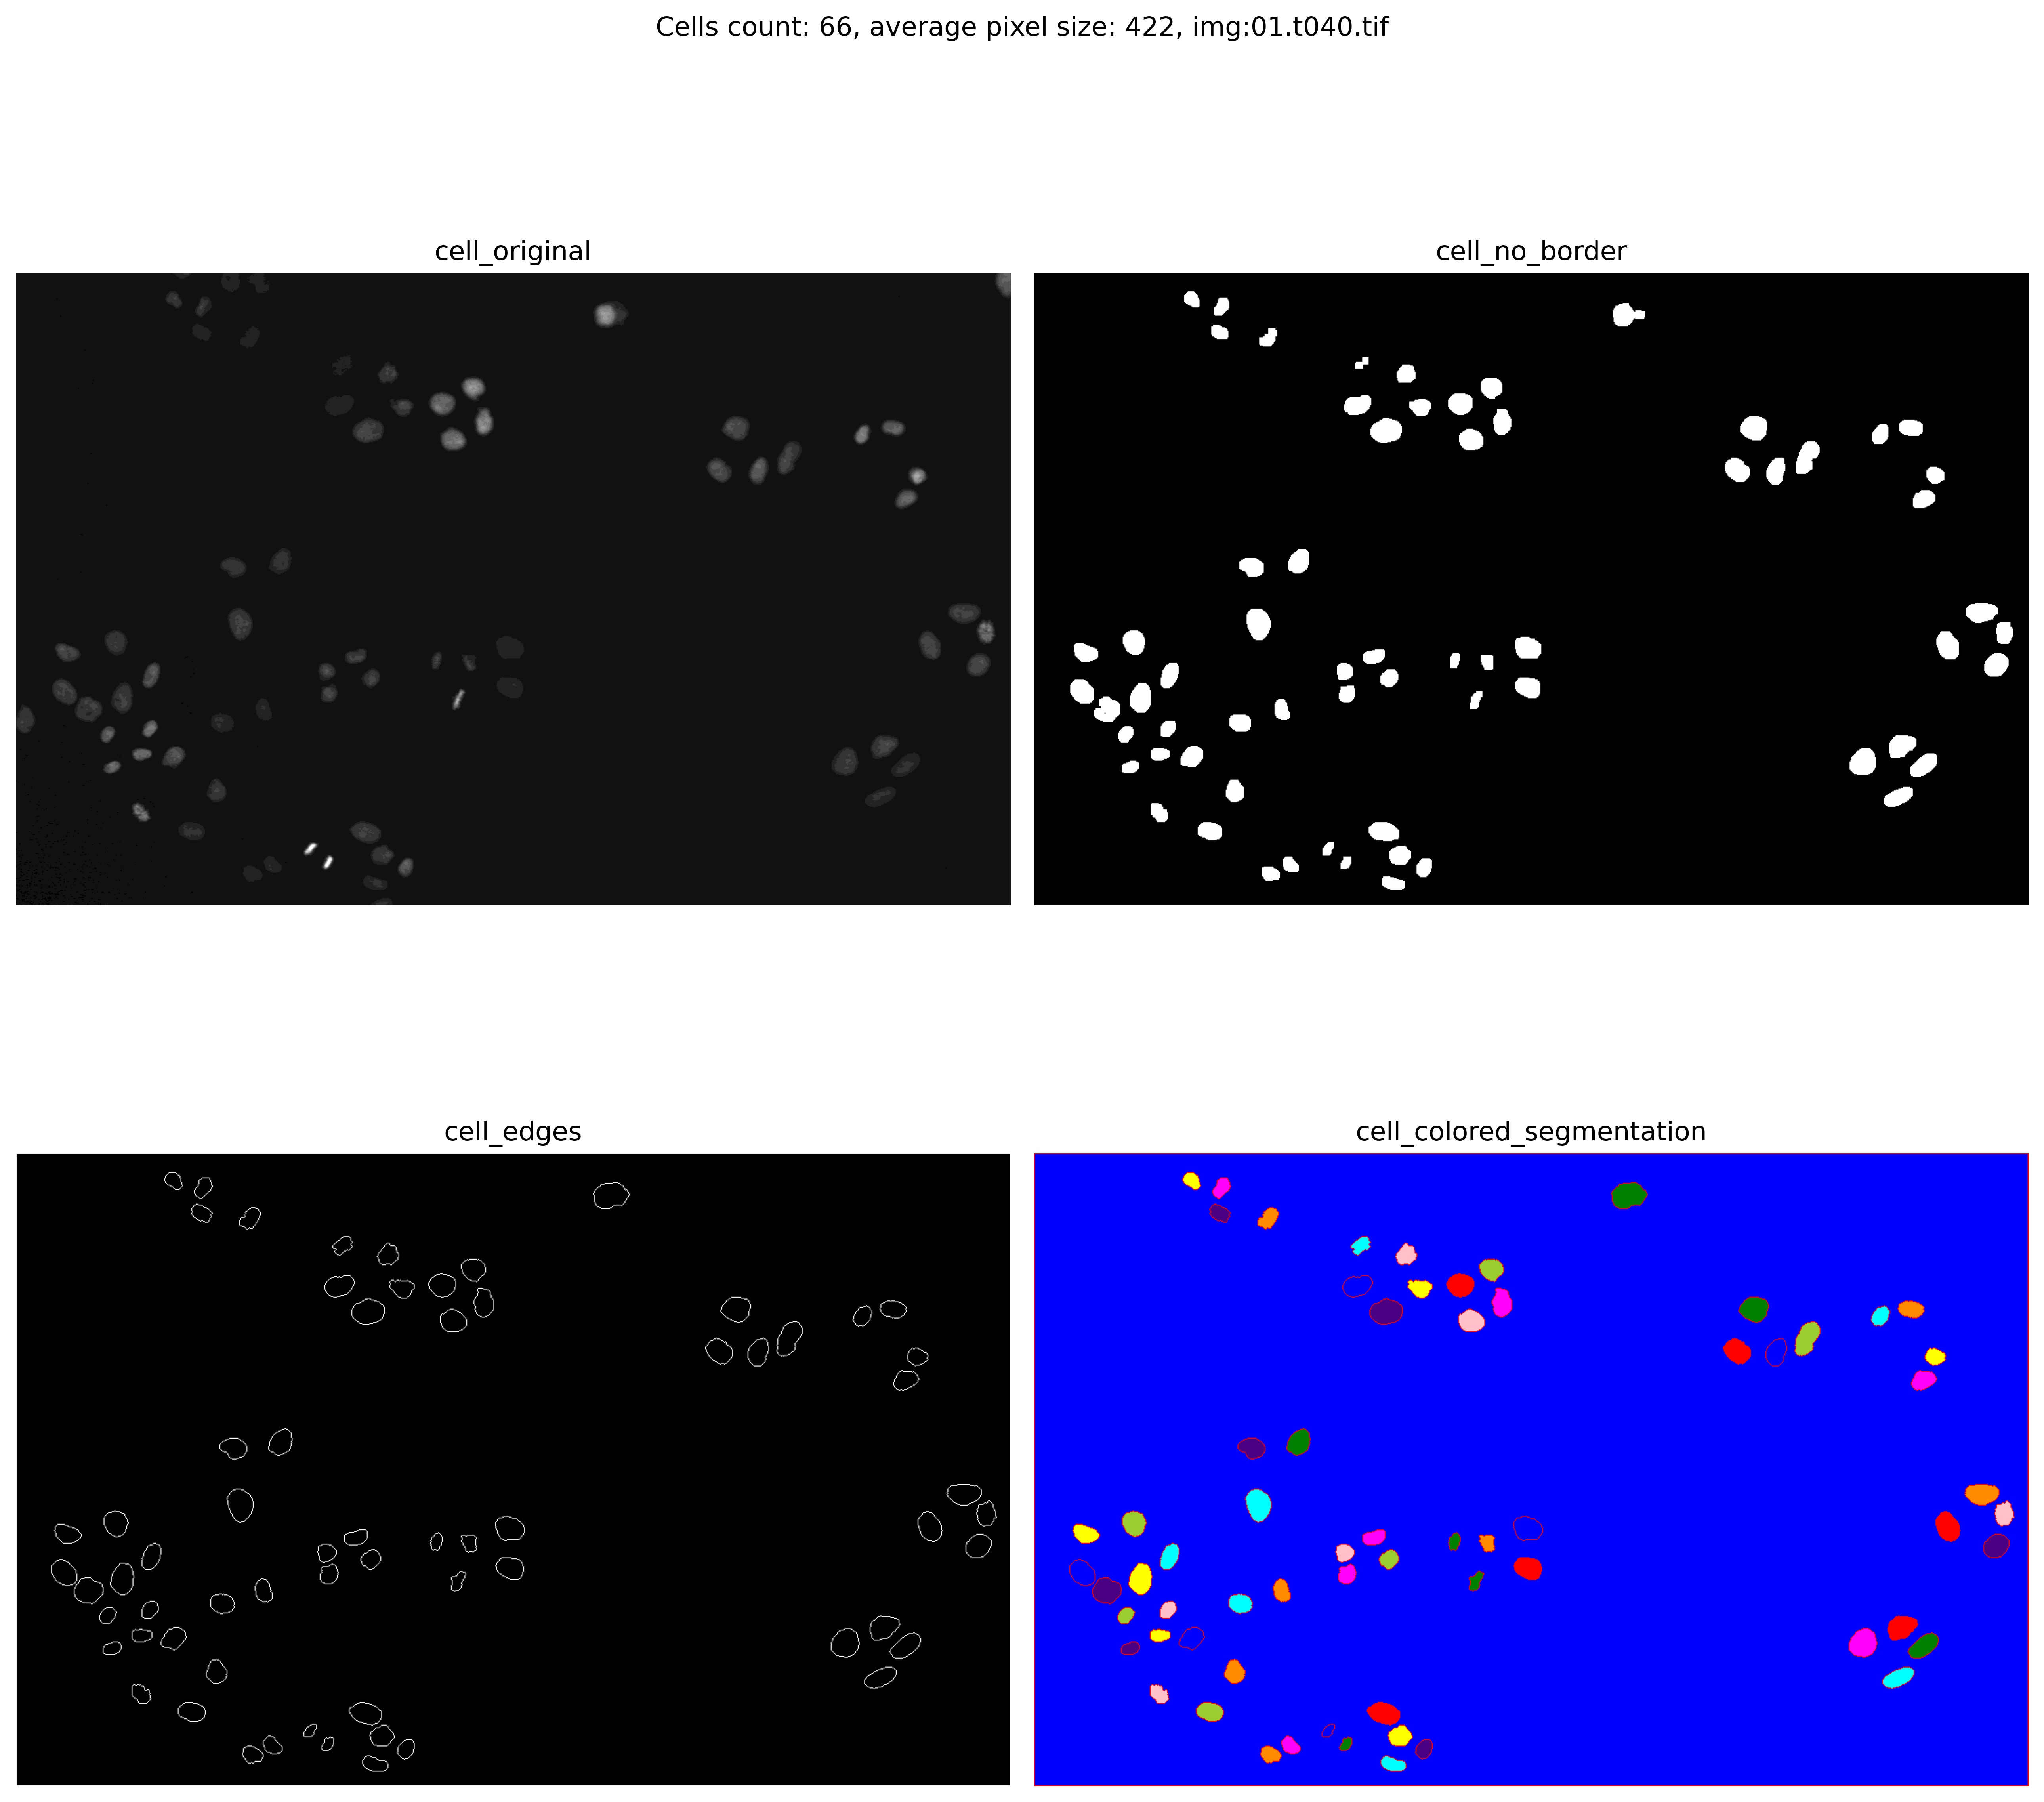 Cells count: 66, average pixel size: 422, img:01.t040.tif
cell_original
cell_no_border
cell_edges
cell_colored_segmentation